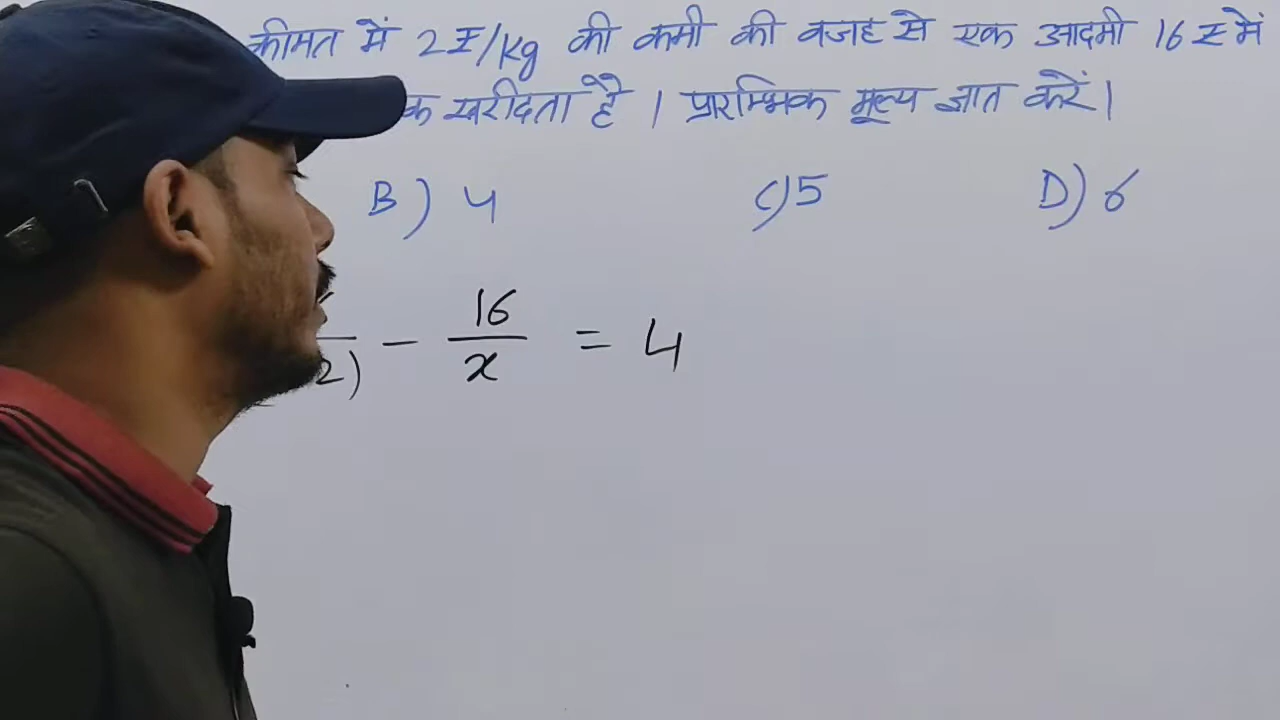 कीमत में 2₹/kg की कमी की वजह से एक आदमी 16 ₹ में
क खरीदता है । प्रारम्भिक मूल्य ज्ञात करें।
B) 4 C) 5 D) 6
2) - 16/x = 4